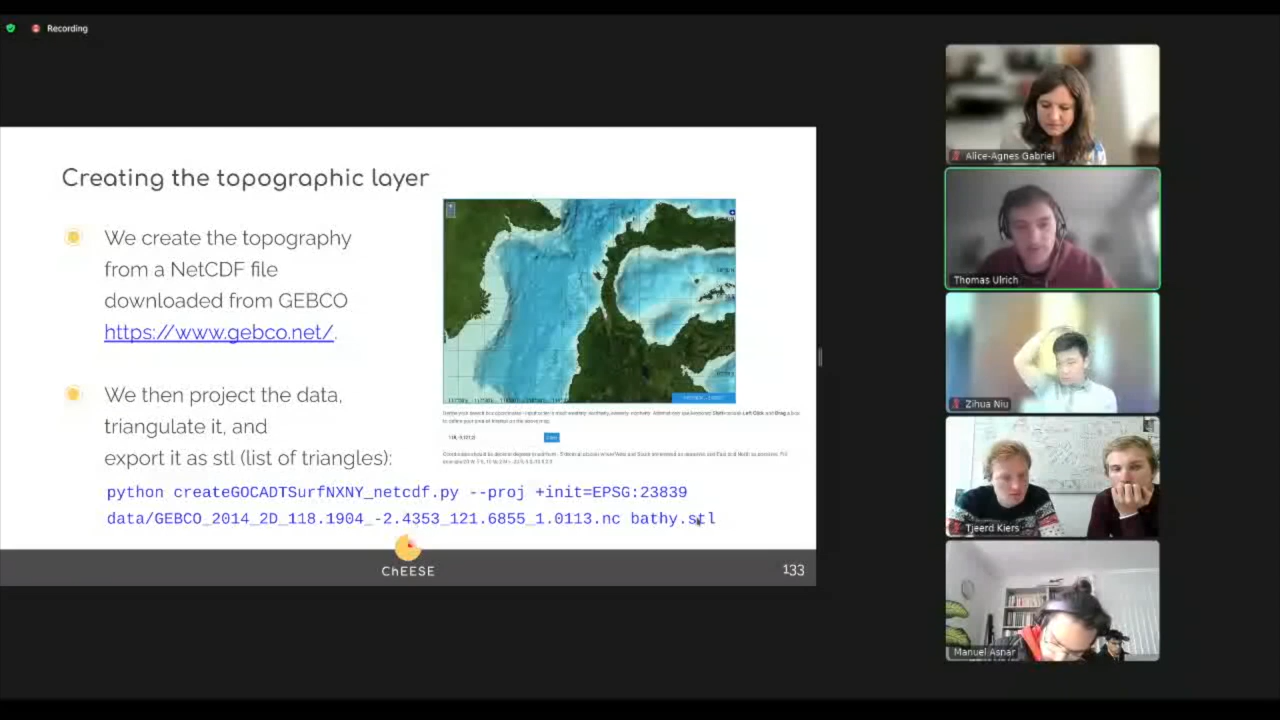 Recording
Creating the topographic layer
We create the topography
from a NetCDF file
downloaded from GEBCO
https://www.gebco.net/.
We then project the data,
triangulate it, and
export it as stl (list of triangles):
python createGOCADTSurfNXNY_netcdf.py --proj +init=EPSG:23839
data/GEBCO_2014_2D_118.1904_-2.4353_121.6855_1.0113.nc bathy.stl
ChEESE
133
Alice-Agnes Gabriel
Thomas Ulrich
Zihua Niu
Tjeerd Kiers
Manuel Asnar